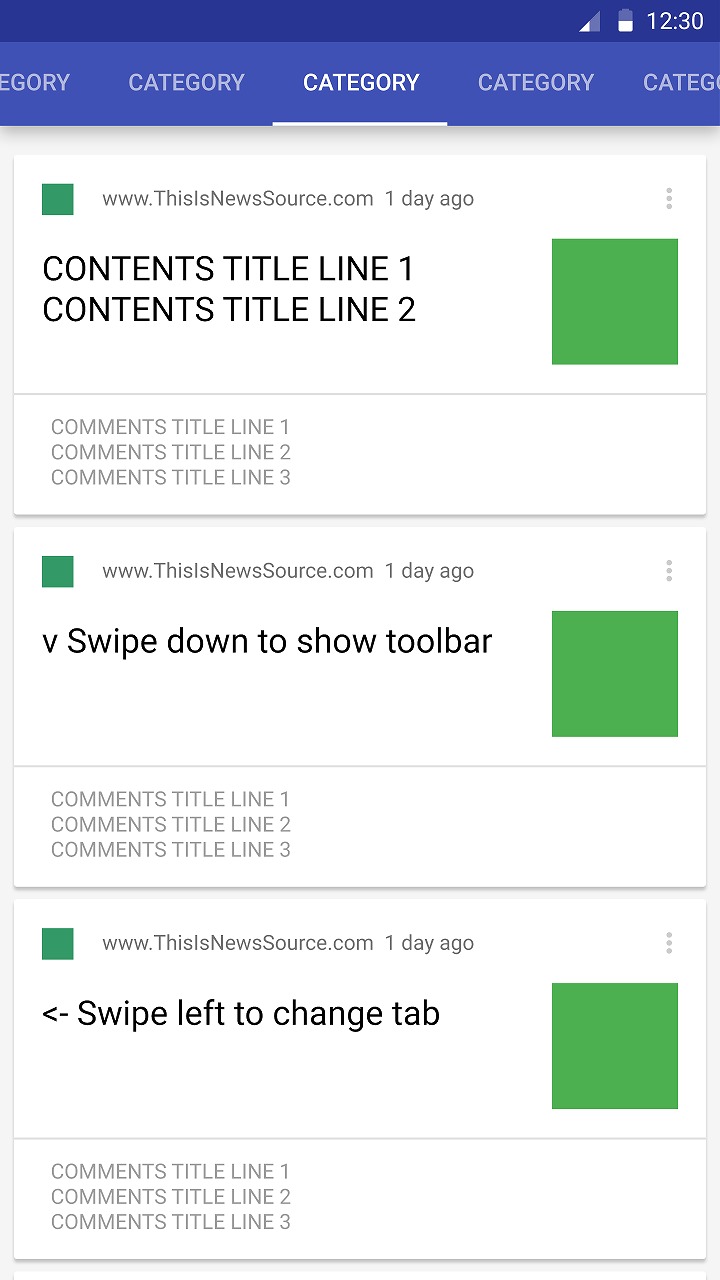 12:30
EGORY CATEGORY CATEGORY CATEGORY CATEG
www.ThisIsNewsSource.com 1 day ago
CONTENTS TITLE LINE 1
CONTENTS TITLE LINE 2
COMMENTS TITLE LINE 1
COMMENTS TITLE LINE 2
COMMENTS TITLE LINE 3
www.ThisIsNewsSource.com 1 day ago
v Swipe down to show toolbar
COMMENTS TITLE LINE 1
COMMENTS TITLE LINE 2
COMMENTS TITLE LINE 3
www.ThisIsNewsSource.com 1 day ago
<- Swipe left to change tab
COMMENTS TITLE LINE 1
COMMENTS TITLE LINE 2
COMMENTS TITLE LINE 3